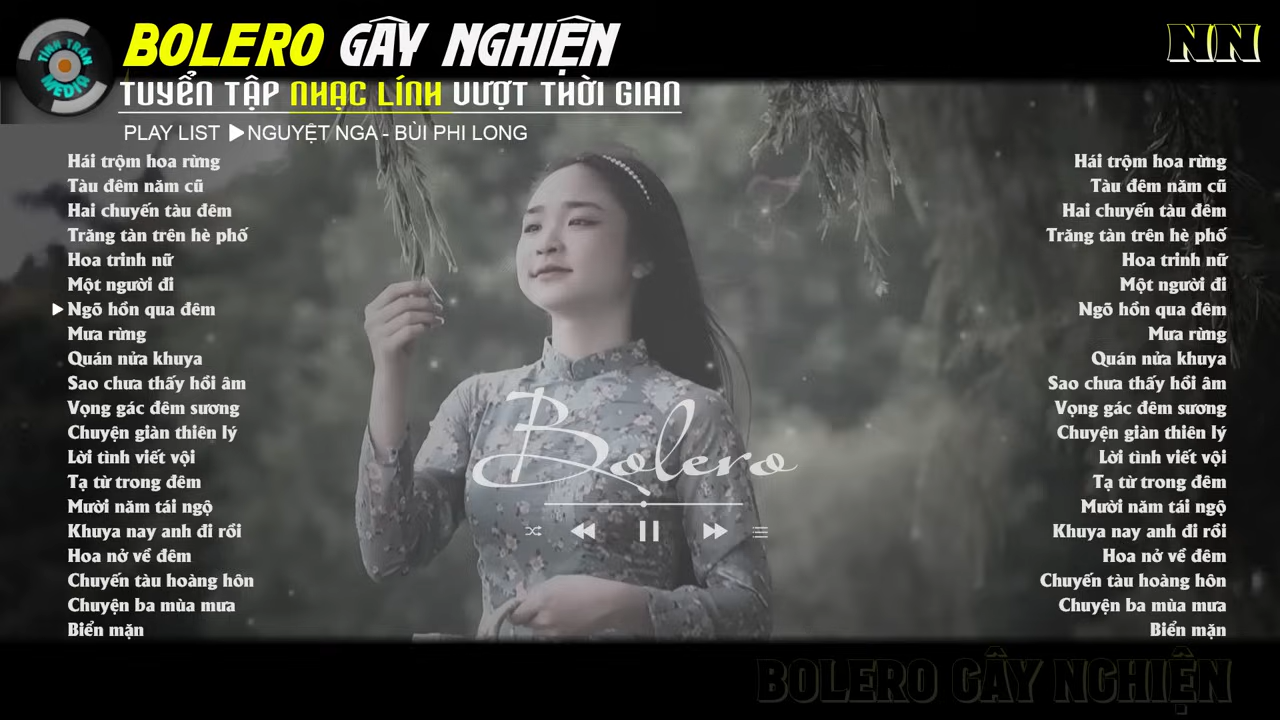 TÌNH TRẦN
MEDIA
BOLERO GÂY NGHIỆN
NN
TUYỂN TẬP NHẠC LÍNH VƯỢT THỜI GIAN
PLAY LIST NGUYỆT NGA - BÙI PHI LONG
Hái trộm hoa rừng
Tàu đêm năm cũ
Hai chuyến tàu đêm
Trăng tàn trên hè phố
Hoa trinh nữ
Một người đi
Ngõ hồn qua đêm
Mưa rừng
Quán nửa khuya
Sao chưa thấy hồi âm
Vọng gác đêm sương
Chuyện giàn thiên lý
Lời tình viết vội
Tạ từ trong đêm
Mười năm tái ngộ
Khuya nay anh đi rồi
Hoa nở về đêm
Chuyến tàu hoàng hôn
Chuyện ba mùa mưa
Biển mặn
Bolero
Hái trộm hoa rừng
Tàu đêm năm cũ
Hai chuyến tàu đêm
Trăng tàn trên hè phố
Hoa trinh nữ
Một người đi
Ngõ hồn qua đêm
Mưa rừng
Quán nửa khuya
Sao chưa thấy hồi âm
Vọng gác đêm sương
Chuyện giàn thiên lý
Lời tình viết vội
Tạ từ trong đêm
Mười năm tái ngộ
Khuya nay anh đi rồi
Hoa nở về đêm
Chuyến tàu hoàng hôn
Chuyện ba mùa mưa
Biển mặn
BOLERO GÂY NGHIỆN